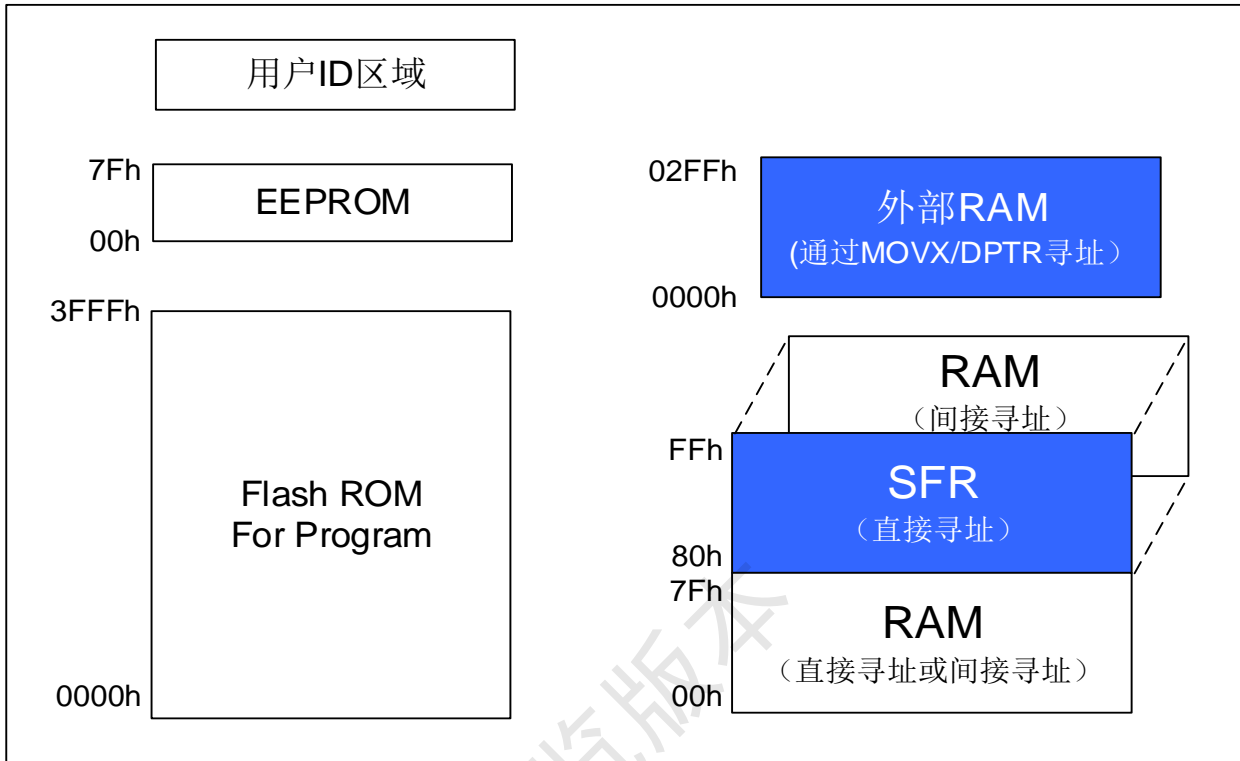 用户ID区域
7Fh
EEPROM
00h
3FFFh
Flash ROM
For Program
0000h
02FFh
外部RAM
(通过MOVX/DPTR寻址）
0000h
RAM
（间接寻址）
FFh
SFR
（直接寻址）
80h
7Fh
RAM
（直接寻址或间接寻址）
00h
览版本